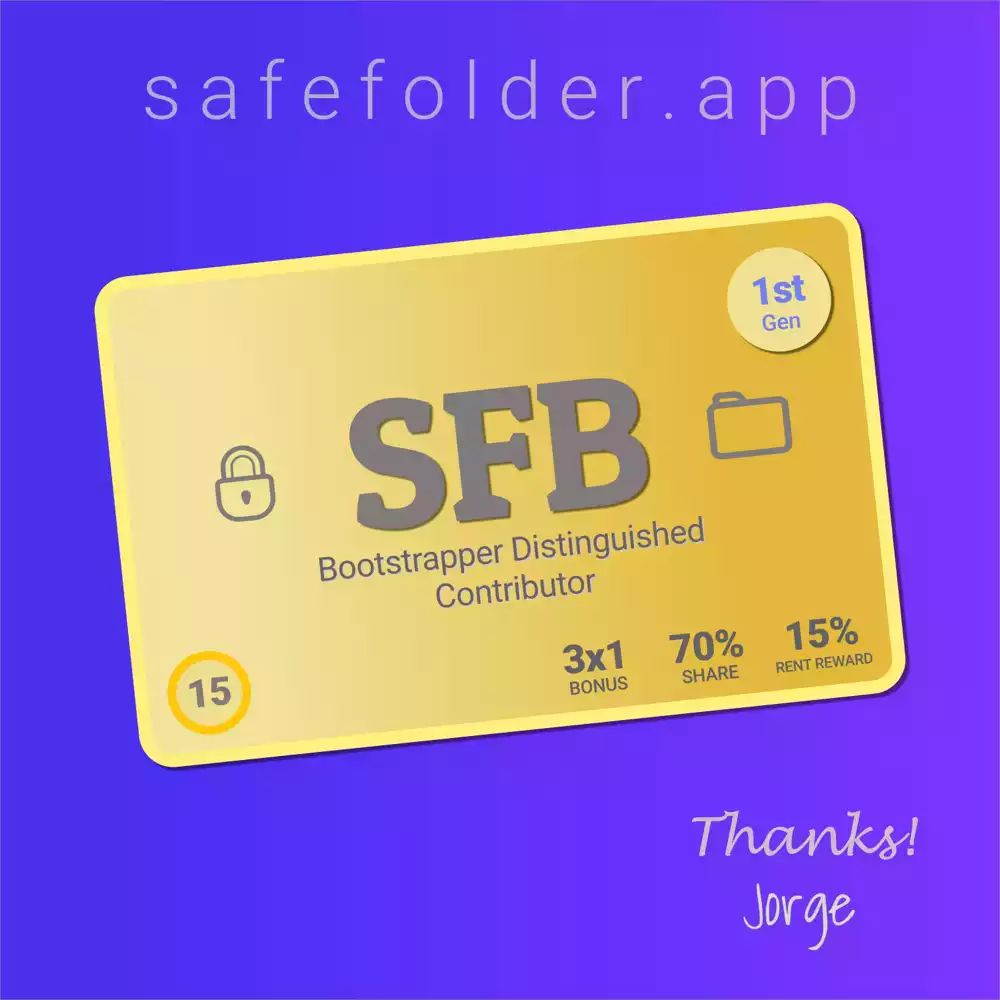 safefolder.app
1st
Gen
SFB
Bootstrapper Distinguished
Contributor
3x1
BONUS
70%
SHARE
15%
RENT REWARD
15
Thanks!
Jorge